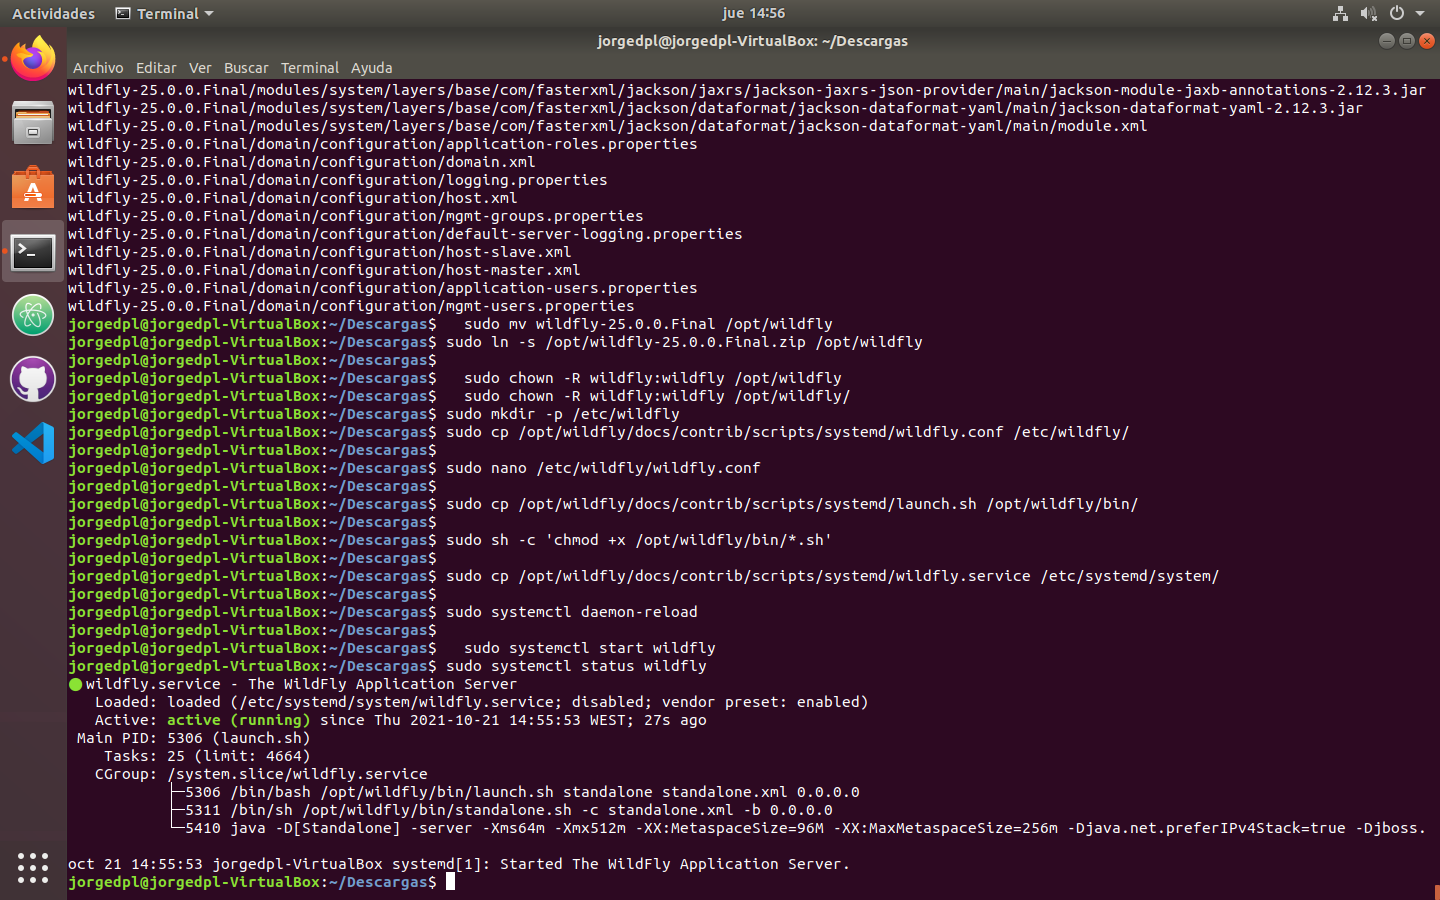 Actividades
Terminal
jue 14:56
jorgedpl@jorgedpl-VirtualBox: ~/Descargas
Archivo Editar Ver Buscar Terminal Ayuda
wildfly-25.0.0.Final/modules/system/layers/base/com/fasterxml/jackson/jaxrs/jackson-jaxrs-json-provider/main/jackson-module-jaxb-annotations-2.12.3.jar
wildfly-25.0.0.Final/modules/system/layers/base/com/fasterxml/jackson/dataformat/jackson-dataformat-yaml/main/jackson-dataformat-yaml-2.12.3.jar
wildfly-25.0.0.Final/modules/system/layers/base/com/fasterxml/jackson/dataformat/jackson-dataformat-yaml/main/module.xml
wildfly-25.0.0.Final/domain/configuration/application-roles.properties
wildfly-25.0.0.Final/domain/configuration/domain.xml
wildfly-25.0.0.Final/domain/configuration/logging.properties
wildfly-25.0.0.Final/domain/configuration/host.xml
wildfly-25.0.0.Final/domain/configuration/mgmt-groups.properties
wildfly-25.0.0.Final/domain/configuration/default-server-logging.properties
wildfly-25.0.0.Final/domain/configuration/host-slave.xml
wildfly-25.0.0.Final/domain/configuration/host-master.xml
wildfly-25.0.0.Final/domain/configuration/application-users.properties
wildfly-25.0.0.Final/domain/configuration/mgmt-users.properties
jorgedpl@jorgedpl-VirtualBox:~/Descargas$   sudo mv wildfly-25.0.0.Final /opt/wildfly
jorgedpl@jorgedpl-VirtualBox:~/Descargas$ sudo ln -s /opt/wildfly-25.0.0.Final.zip /opt/wildfly
jorgedpl@jorgedpl-VirtualBox:~/Descargas$
jorgedpl@jorgedpl-VirtualBox:~/Descargas$   sudo chown -R wildfly:wildfly /opt/wildfly
jorgedpl@jorgedpl-VirtualBox:~/Descargas$   sudo chown -R wildfly:wildfly /opt/wildfly/
jorgedpl@jorgedpl-VirtualBox:~/Descargas$ sudo mkdir -p /etc/wildfly
jorgedpl@jorgedpl-VirtualBox:~/Descargas$ sudo cp /opt/wildfly/docs/contrib/scripts/systemd/wildfly.conf /etc/wildfly/
jorgedpl@jorgedpl-VirtualBox:~/Descargas$
jorgedpl@jorgedpl-VirtualBox:~/Descargas$ sudo nano /etc/wildfly/wildfly.conf
jorgedpl@jorgedpl-VirtualBox:~/Descargas$
jorgedpl@jorgedpl-VirtualBox:~/Descargas$ sudo cp /opt/wildfly/docs/contrib/scripts/systemd/launch.sh /opt/wildfly/bin/
jorgedpl@jorgedpl-VirtualBox:~/Descargas$
jorgedpl@jorgedpl-VirtualBox:~/Descargas$ sudo sh -c 'chmod +x /opt/wildfly/bin/*.sh'
jorgedpl@jorgedpl-VirtualBox:~/Descargas$
jorgedpl@jorgedpl-VirtualBox:~/Descargas$ sudo cp /opt/wildfly/docs/contrib/scripts/systemd/wildfly.service /etc/systemd/system/
jorgedpl@jorgedpl-VirtualBox:~/Descargas$
jorgedpl@jorgedpl-VirtualBox:~/Descargas$ sudo systemctl daemon-reload
jorgedpl@jorgedpl-VirtualBox:~/Descargas$
jorgedpl@jorgedpl-VirtualBox:~/Descargas$   sudo systemctl start wildfly
jorgedpl@jorgedpl-VirtualBox:~/Descargas$ sudo systemctl status wildfly
● wildfly.service - The WildFly Application Server
   Loaded: loaded (/etc/systemd/system/wildfly.service; disabled; vendor preset: enabled)
   Active: active (running) since Thu 2021-10-21 14:55:53 WEST; 27s ago
 Main PID: 5306 (launch.sh)
    Tasks: 25 (limit: 4664)
   CGroup: /system.slice/wildfly.service
           ├─5306 /bin/bash /opt/wildfly/bin/launch.sh standalone standalone.xml 0.0.0.0
           ├─5311 /bin/sh /opt/wildfly/bin/standalone.sh -c standalone.xml -b 0.0.0.0
           └─5410 java -D[Standalone] -server -Xms64m -Xmx512m -XX:MetaspaceSize=96M -XX:MaxMetaspaceSize=256m -Djava.net.preferIPv4Stack=true -Djboss.
oct 21 14:55:53 jorgedpl-VirtualBox systemd[1]: Started The WildFly Application Server.
jorgedpl@jorgedpl-VirtualBox:~/Descargas$